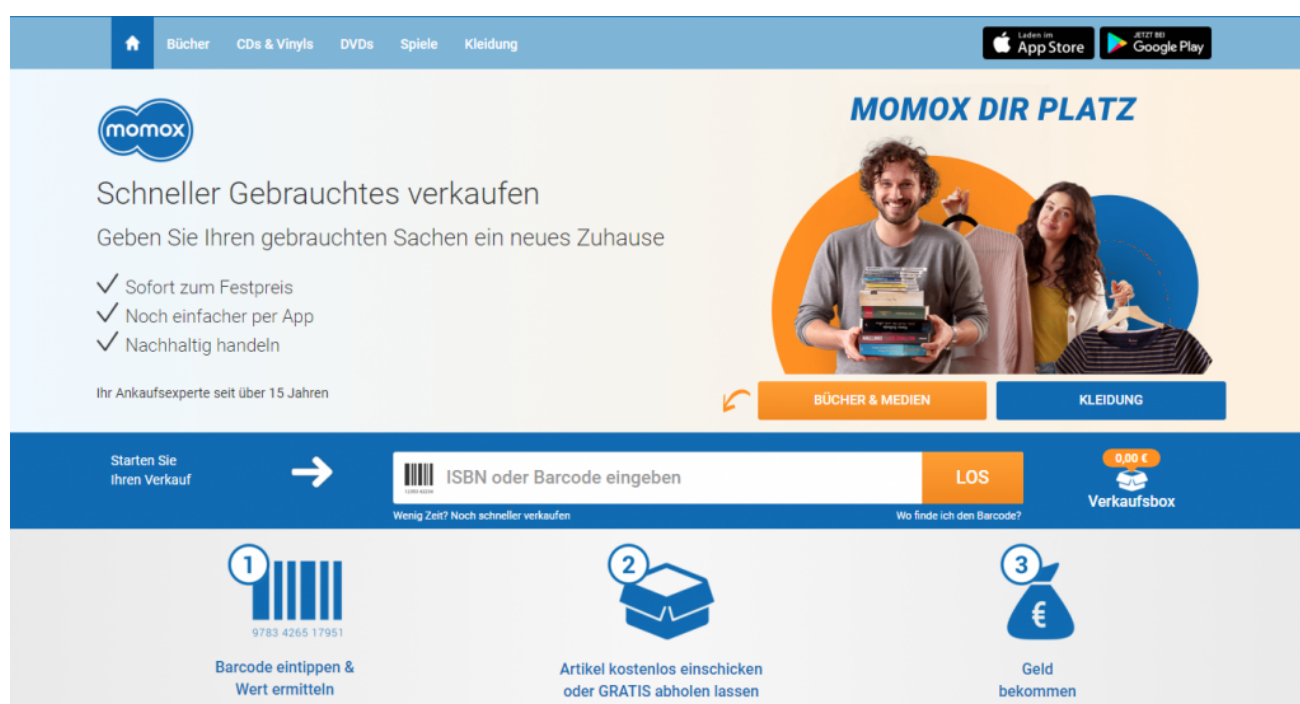 Bücher CDs & Vinyls DVDs Spiele Kleidung
Laden im
App Store
JETZT BEI
Google Play
momox
MOMOX DIR PLATZ
Schneller Gebrauchtes verkaufen
Geben Sie Ihren gebrauchten Sachen ein neues Zuhause
Sofort zum Festpreis
Noch einfacher per App
Nachhaltig handeln
Ihr Ankaufsexperte seit über 15 Jahren
BÜCHER & MEDIEN
KLEIDUNG
Starten Sie
Ihren Verkauf
ISBN oder Barcode eingeben
LOS
0,00 €
Verkaufsbox
Wenig Zeit? Noch schneller verkaufen
Wo finde ich den Barcode?
1
2
3
€
9783 4265 17951
Barcode eintippen &
Wert ermitteln
Artikel kostenlos einschicken
oder GRATIS abholen lassen
Geld
bekommen